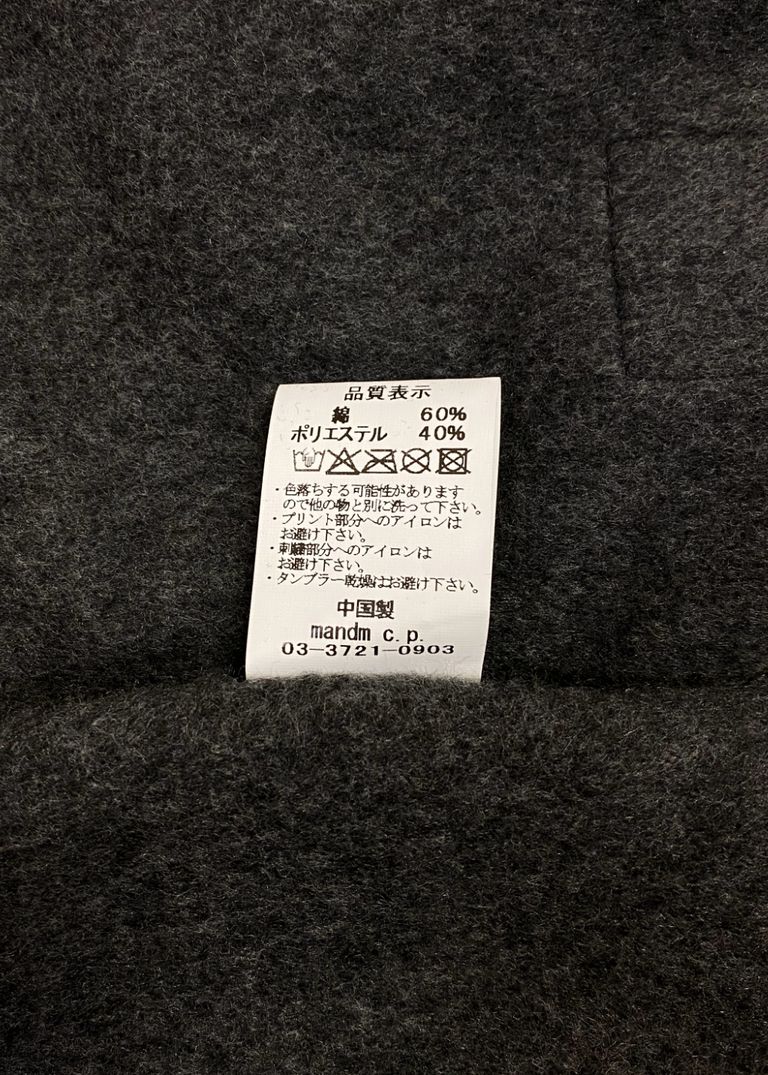 品質表示
綿 60%
ポリエステル 40%
・色落ちする可能性があります
ので他の物と別に洗って下さい。
・プリント部分へのアイロンは
お避け下さい。
・刺繍部分へのアイロンは
お避け下さい。
・タンブラー乾燥はお避け下さい。
中国製
mandm c.p.
03-3721-0903